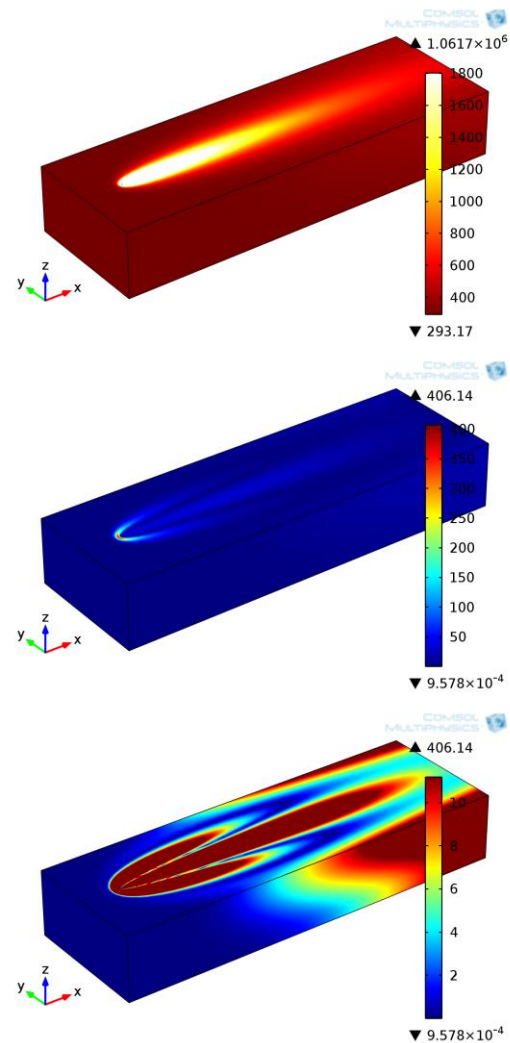 COMSOL
MULTIPHYSICS
▲ 1.0617×10⁶
1800
1600
1400
1200
1000
800
600
400
▼ 293.17
z
y
x
COMSOL
MULTIPHYSICS
▲ 406.14
400
350
300
250
200
150
100
50
▼ 9.578×10⁻⁴
z
y
x
COMSOL
MULTIPHYSICS
▲ 406.14
10
8
6
4
2
▼ 9.578×10⁻⁴
z
y
x